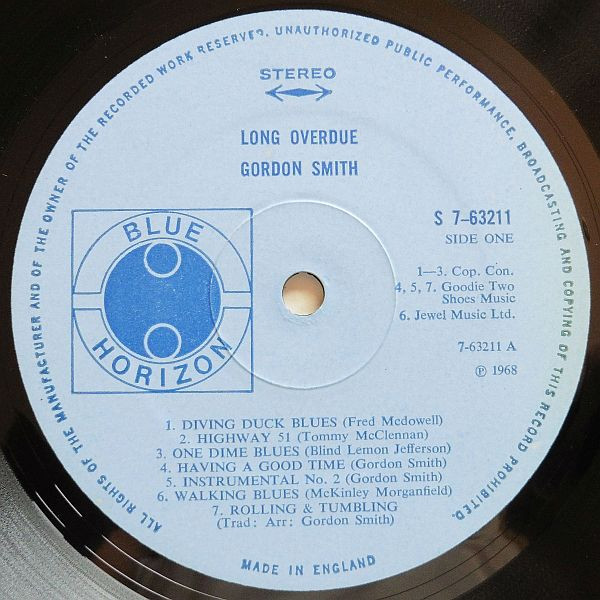 ALL RIGHTS OF THE MANUFACTURER AND OF THE OWNER OF THE RECORDED WORK RESERVED. UNAUTHORIZED PUBLIC PERFORMANCE, BROADCASTING AND COPYING OF THIS RECORD PROHIBITED.
STEREO
LONG OVERDUE
GORDON SMITH
BLUE
HORIZON
S 7-63211
SIDE ONE
1—3. Cop. Con.
4, 5, 7. Goodie Two
Shoes Music
6. Jewel Music Ltd.
7-63211 A
℗ 1968
1. DIVING DUCK BLUES (Fred Mcdowell)
2. HIGHWAY 51 (Tommy McClennan)
3. ONE DIME BLUES (Blind Lemon Jefferson)
4. HAVING A GOOD TIME (Gordon Smith)
5. INSTRUMENTAL No. 2 (Gordon Smith)
6. WALKING BLUES (McKinley Morganfield)
7. ROLLING & TUMBLING
(Trad: Arr: Gordon Smith)
MADE IN ENGLAND